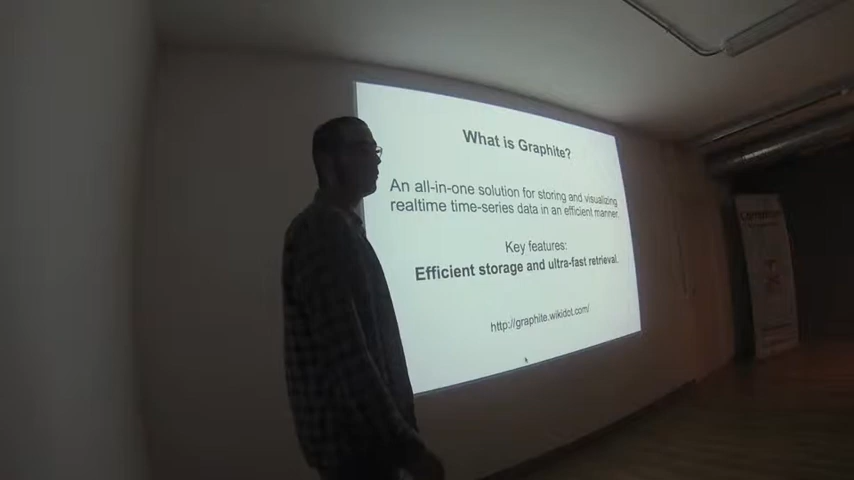 What is Graphite?
An all-in-one solution for storing and visualizing
realtime time-series data in an efficient manner.
Key features:
Efficient storage and ultra-fast retrieval.
http://graphite.wikidot.com/